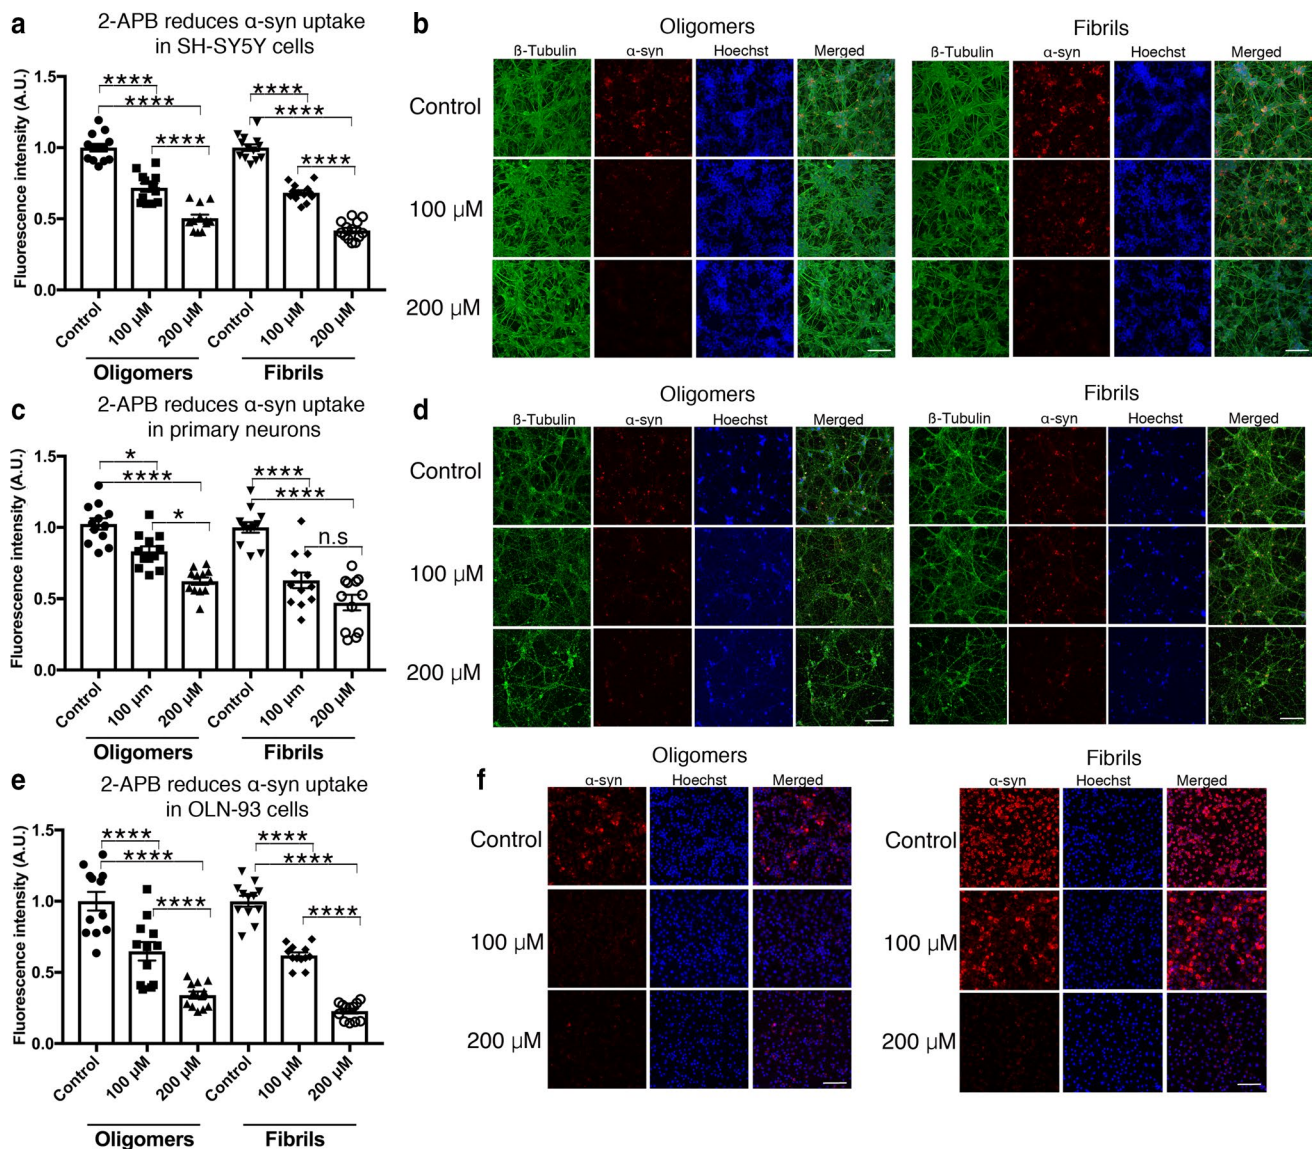 a
2-APB reduces α-syn uptake
in SH-SY5Y cells
Fluorescence intensity (A.U.)
1.5
1.0
0.5
0.0
****
****
****
****
****
****
Control
100 µM
200 µM
Control
100 µM
200 µM
Oligomers
Fibrils
b
Oligomers
Fibrils
ß-Tubulin α-syn Hoechst Merged
ß-Tubulin α-syn Hoechst Merged
Control
100 µM
200 µM
c
2-APB reduces α-syn uptake
in primary neurons
Fluorescence intensity (A.U.)
1.5
1.0
0.5
0.0
*
****
*
****
****
n.s
Control
100 µm
200 µM
Control
100 µm
200 µM
Oligomers
Fibrils
d
Oligomers
Fibrils
ß-Tubulin α-syn Hoechst Merged
ß-Tubulin α-syn Hoechst Merged
Control
100 µM
200 µM
e
2-APB reduces α-syn uptake
in OLN-93 cells
Fluorescence intensity (A.U.)
1.5
1.0
0.5
0.0
****
****
****
****
****
****
Control
100 µM
200 µM
Control
100 µM
200 µM
Oligomers
Fibrils
f
Oligomers
α-syn Hoechst Merged
Control
100 µM
200 µM
Fibrils
α-syn Hoechst Merged
Control
100 µM
200 µM